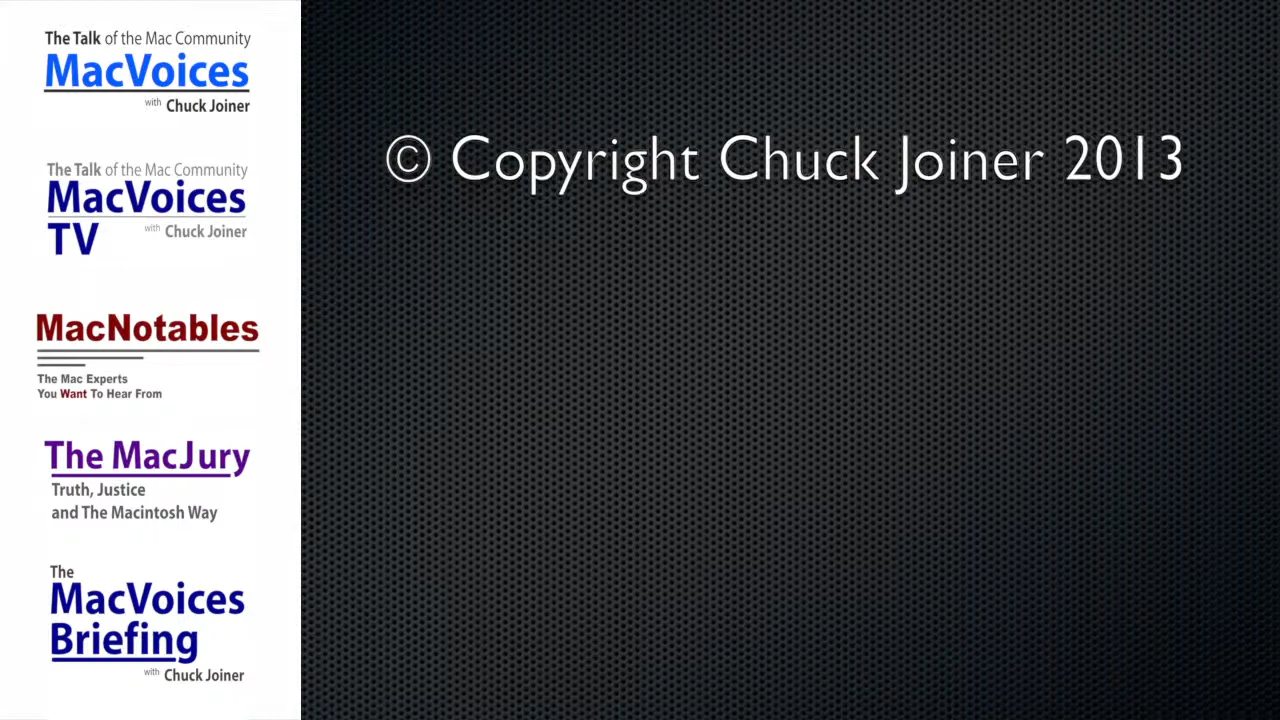 The Talk of the Mac Community
MacVoices
with Chuck Joiner
The Talk of the Mac Community
MacVoices
TV
with Chuck Joiner
MacNotables
The Mac Experts
You Want To Hear From
The MacJury
Truth, Justice
and The Macintosh Way
The
MacVoices
Briefing
with Chuck Joiner
© Copyright Chuck Joiner 2013